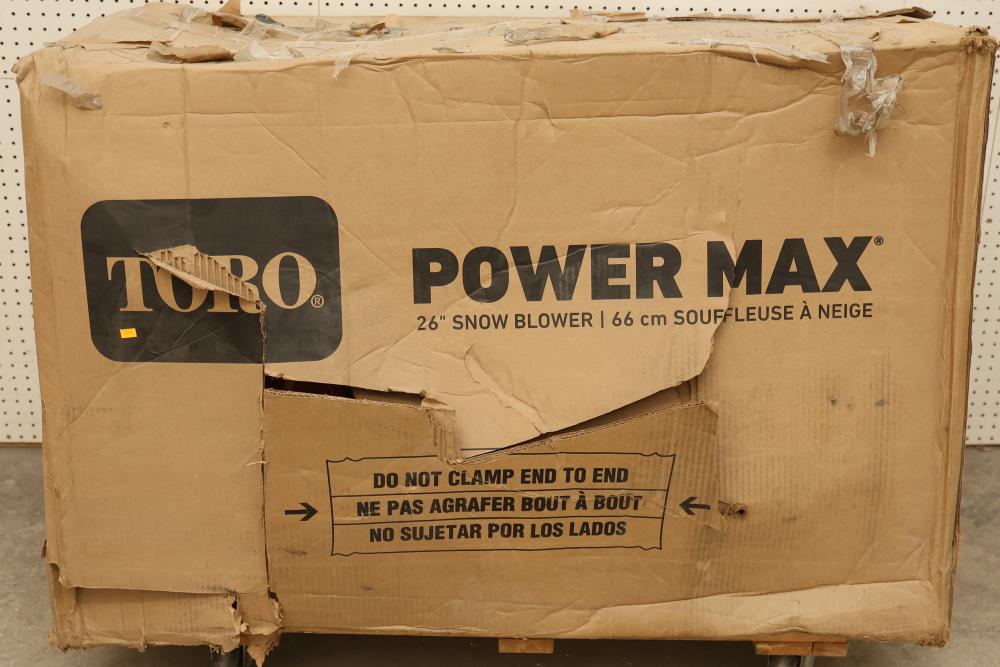 TORO®
POWER MAX®
26" SNOW BLOWER | 66 cm SOUFFLEUSE À NEIGE
DO NOT CLAMP END TO END
→ NE PAS AGRAFER BOUT À BOUT ←
NO SUJETAR POR LOS LADOS